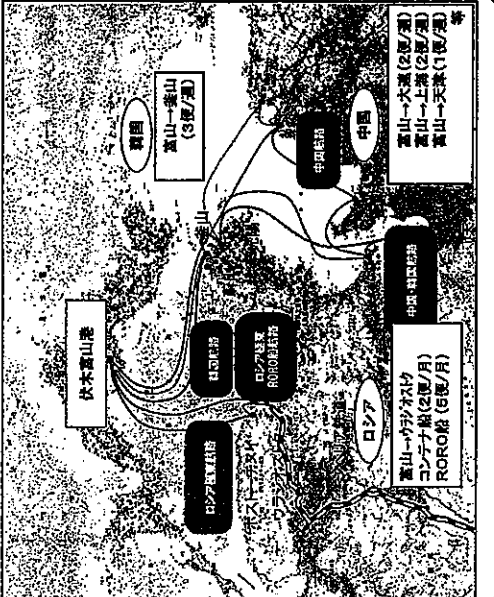 伏木富山港
韓国
富山→釜山
(3便/週)
釜山
中国
富山→大連(2便/週)
富山→上海(2便/週)
富山→天津(1便/週)
等
中国航路
中国・韓国航路
韓国航路
ロシア極東
RORO船航路
ロシア極東航路
ロシア
富山→ウラジオストク
コンテナ船(2便/月)
RORO船(5便/月)